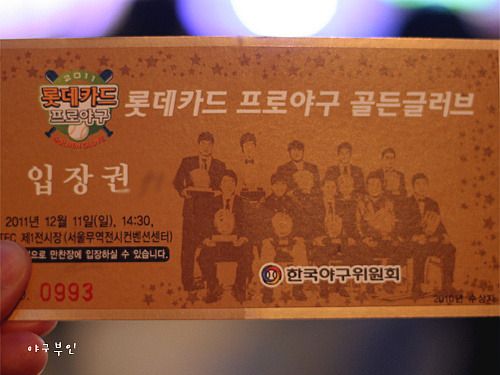 2011
롯데카드
프로야구
GOLDEN GLOVE
롯데카드 프로야구 골든글러브
입장권
2011년 12월 11일(일), 14:30,
제1전시장(서울무역전시컨벤션센터)
으로 만찬장에 입장하실 수 있습니다.
한국야구위원회
0993
2010년 수상자
야구부인